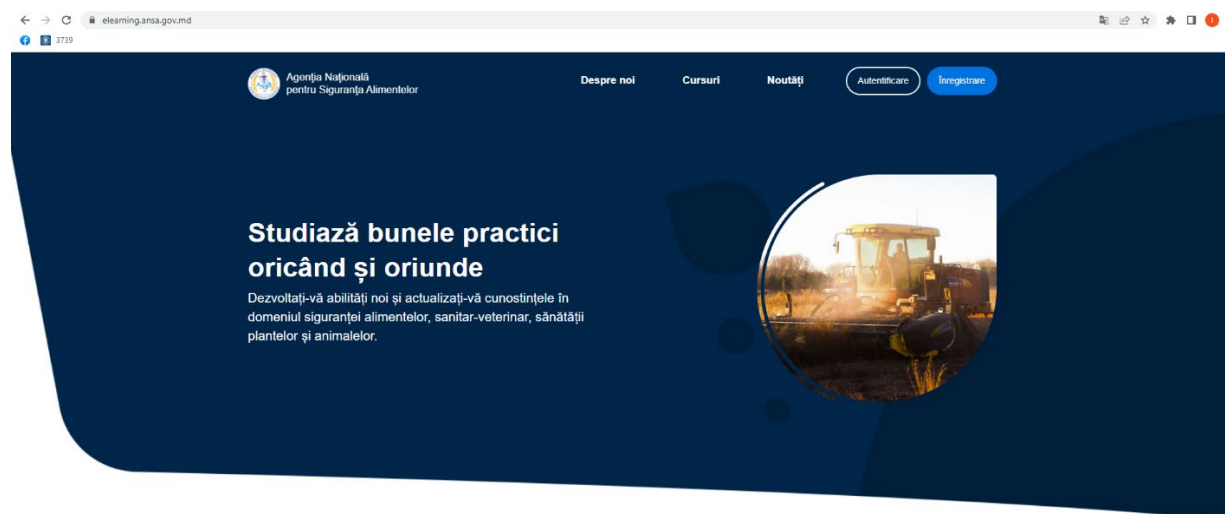 elearning.ansa.gov.md
3739
Agenția Națională
pentru Siguranța Alimentelor
Despre noi
Cursuri
Noutăți
Autentificare
Înregistrare
Studiază bunele practici
oricând și oriunde
Dezvoltați-vă abilități noi și actualizați-vă cunostințele în
domeniul siguranței alimentelor, sanitar-veterinar, sănătății
plantelor și animalelor.